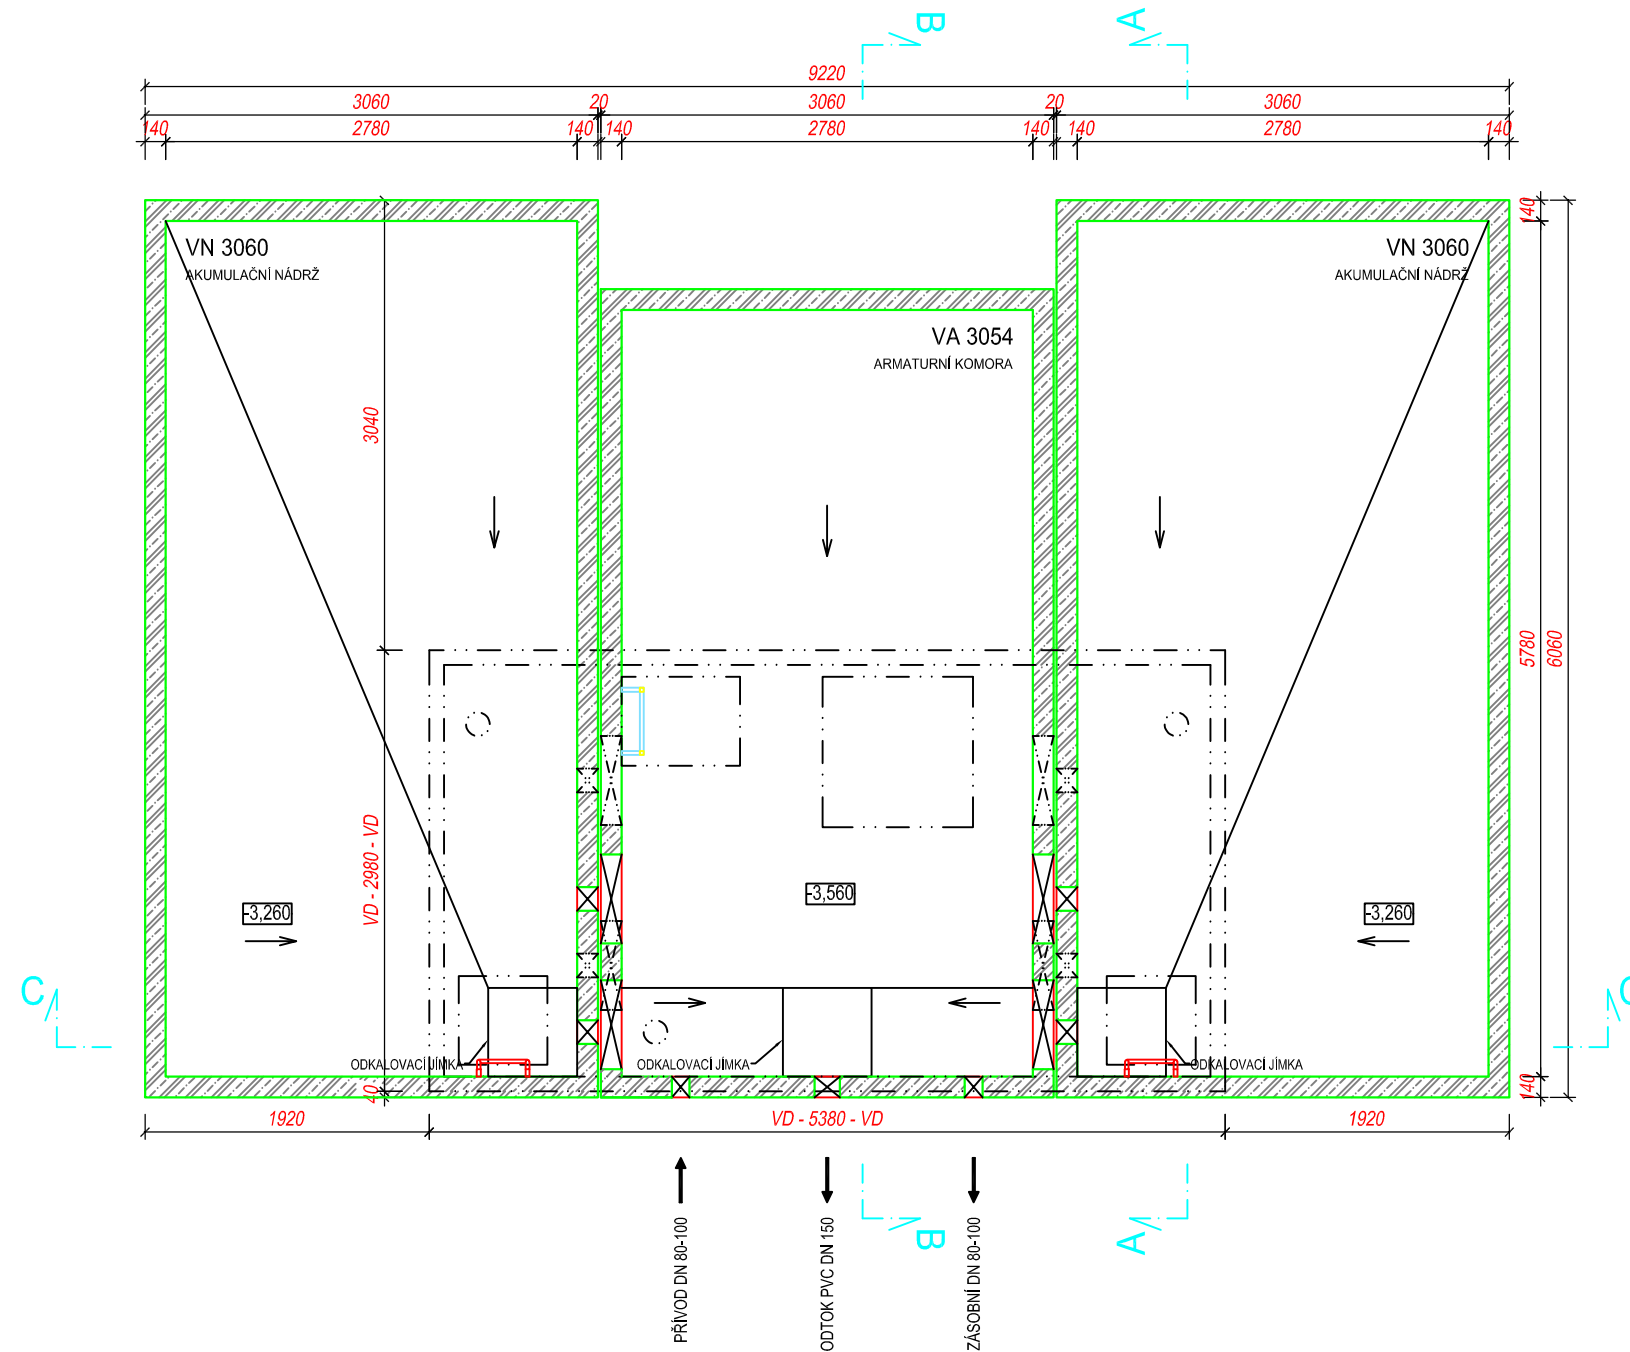 B
A
9220
3060
20
3060
20
3060
140
2780
140
140
2780
140
140
2780
140
VN 3060
AKUMULAČNÍ NÁDRŽ
VN 3060
AKUMULAČNÍ NÁDRŽ
VA 3054
ARMATURNÍ KOMORA
140
3040
5780
6060
VD - 2980 - VD
-3,560
-3,260
-3,260
C
C
ODKALOVACÍ JÍMKA
ODKALOVACÍ JÍMKA
ODKALOVACÍ JÍMKA
40
140
1920
VD - 5380 - VD
1920
PŘÍVOD DN 80-100
ODTOK PVC DN 150
ZÁSOBNÍ DN 80-100
B
A